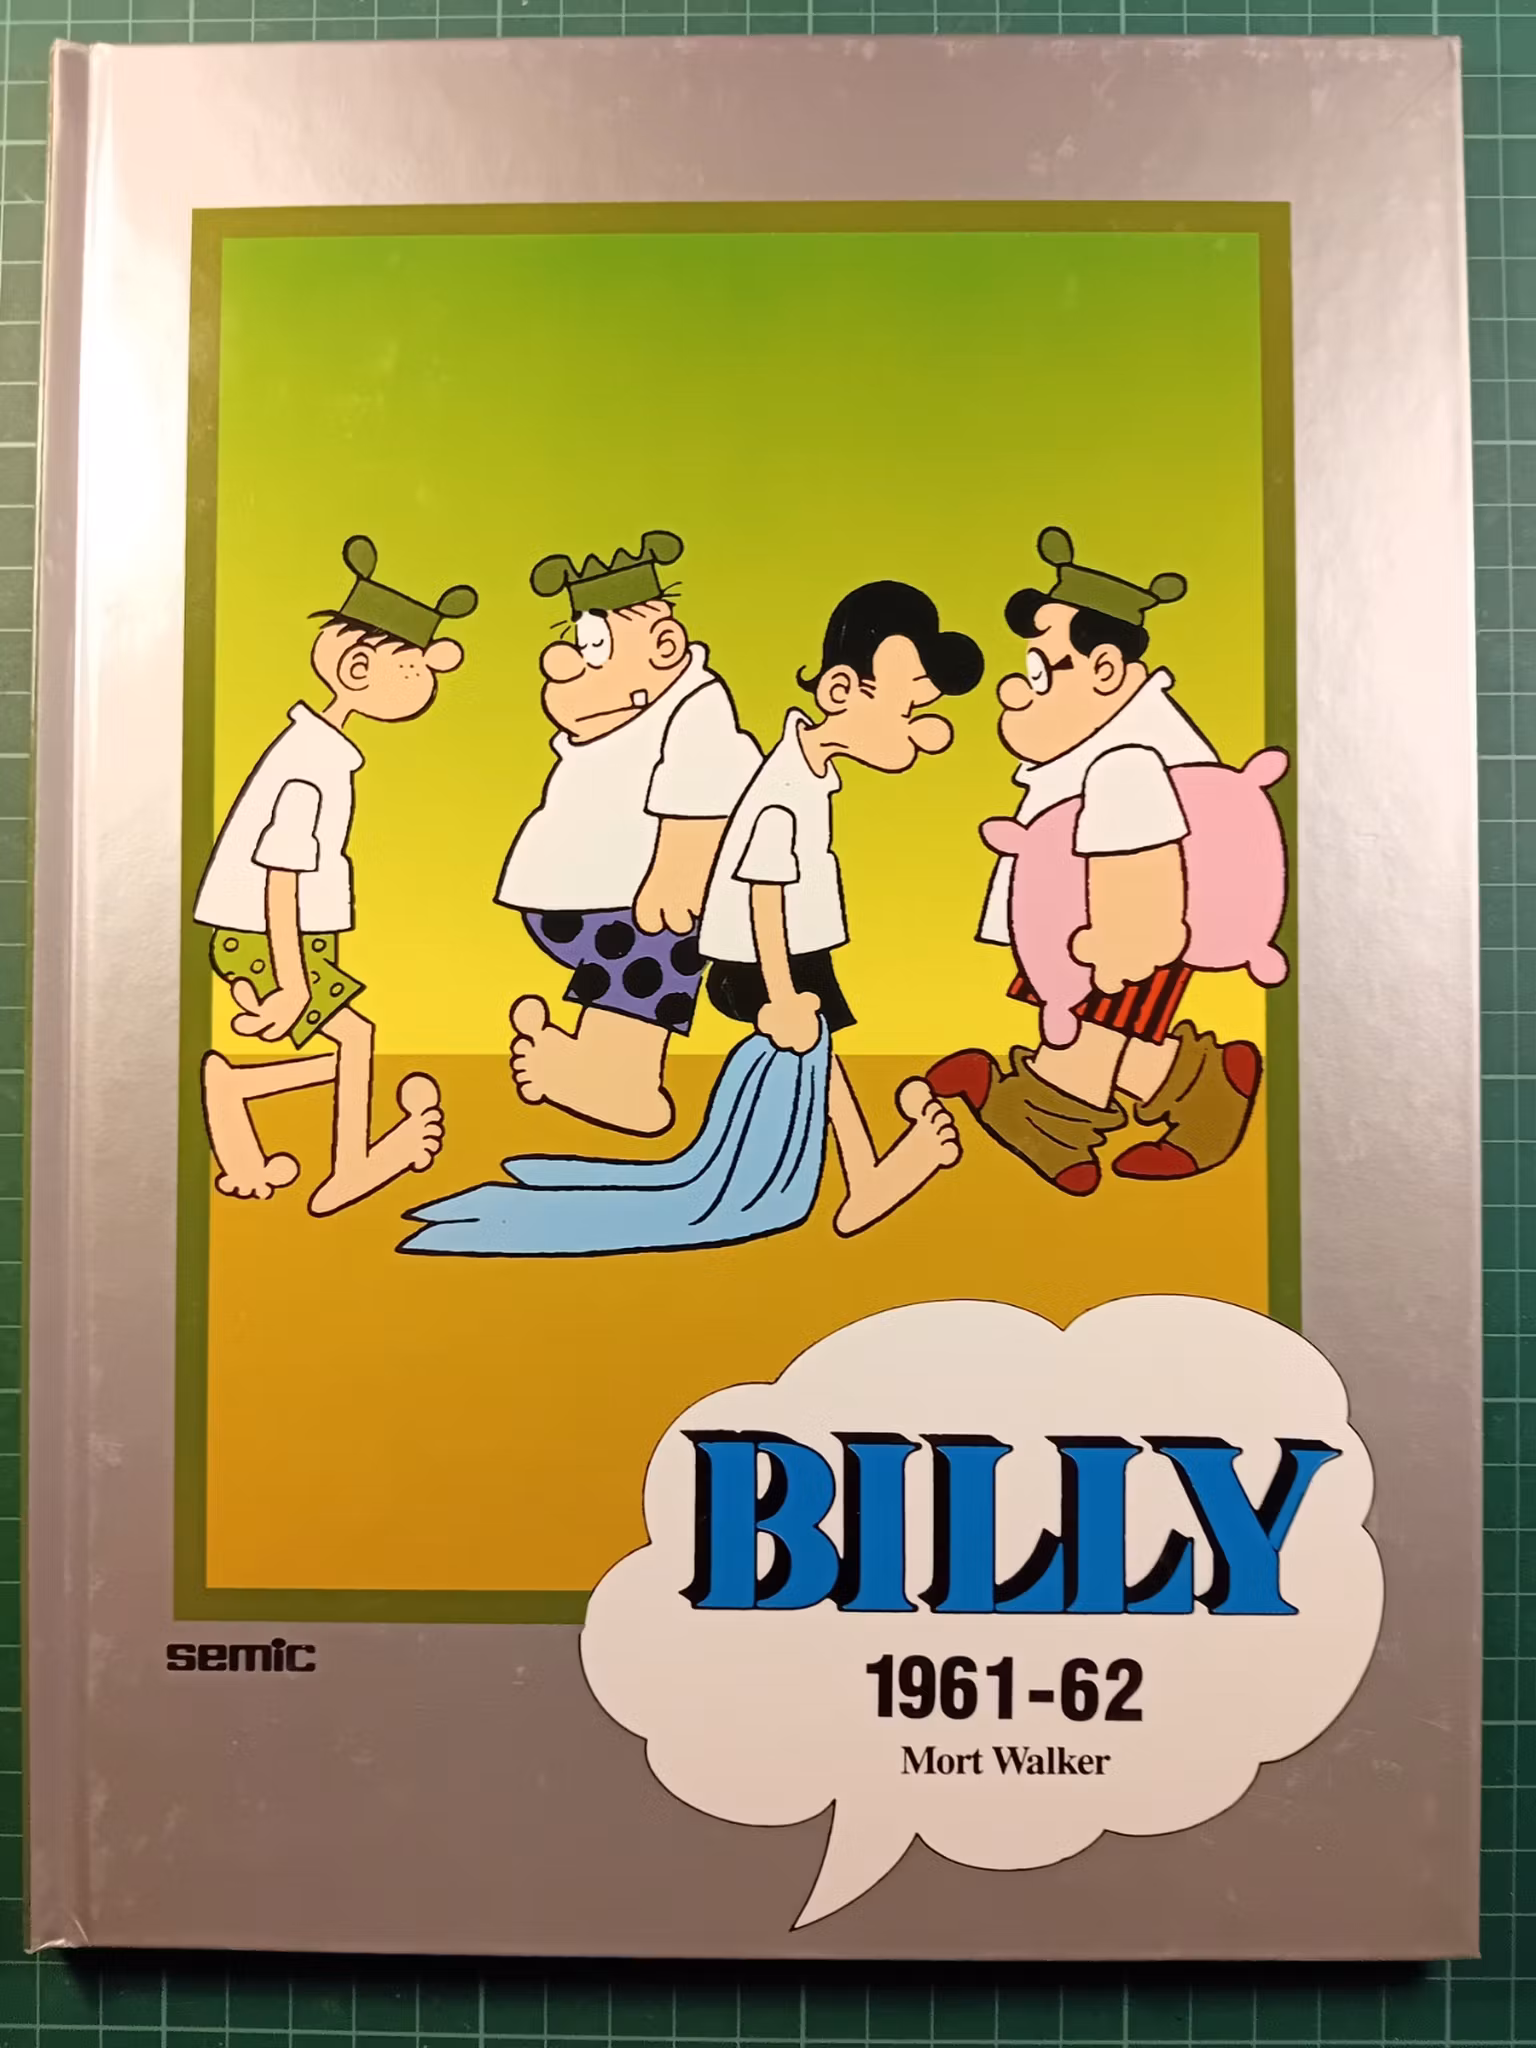 semic
BILLY
1961-62
Mort Walker